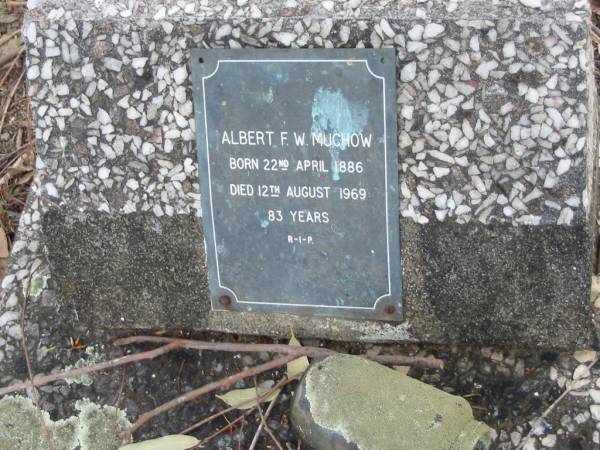 ALBERT F. W. MUCHOW
BORN 22ND APRIL 1886
DIED 12TH AUGUST 1969
83 YEARS
R-I-P.